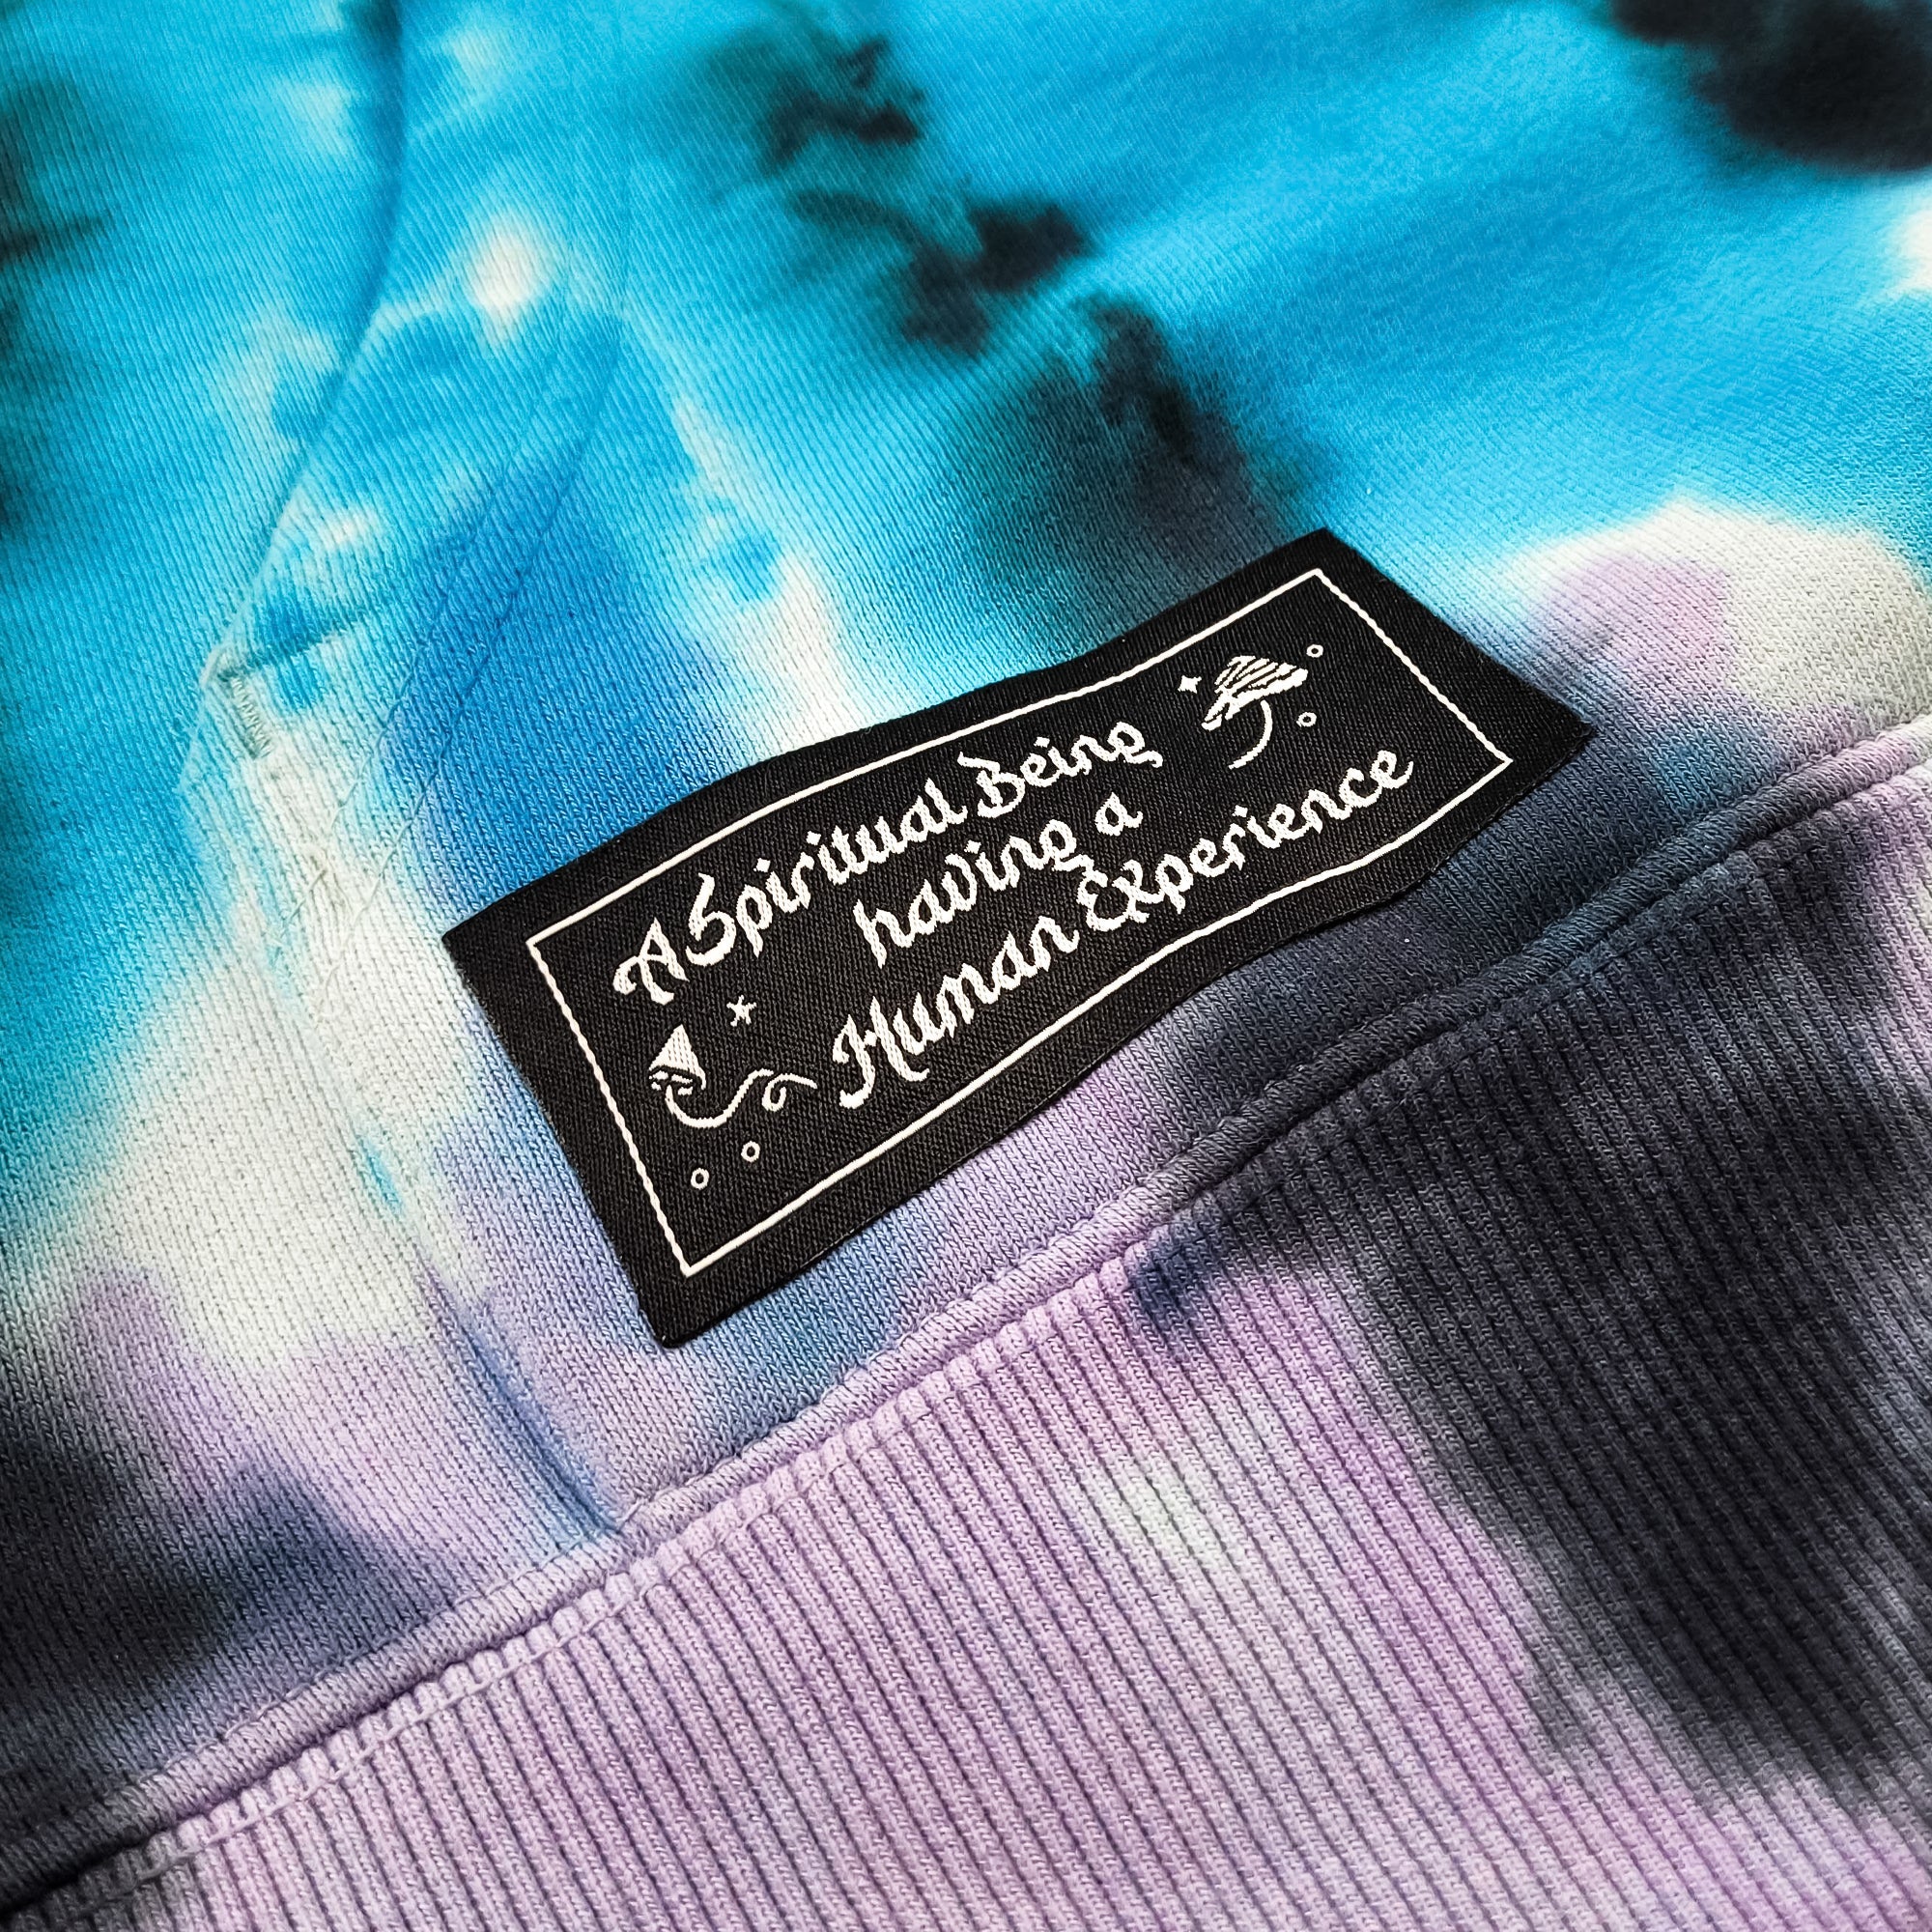 A Spiritual Being
having a
Human Experience